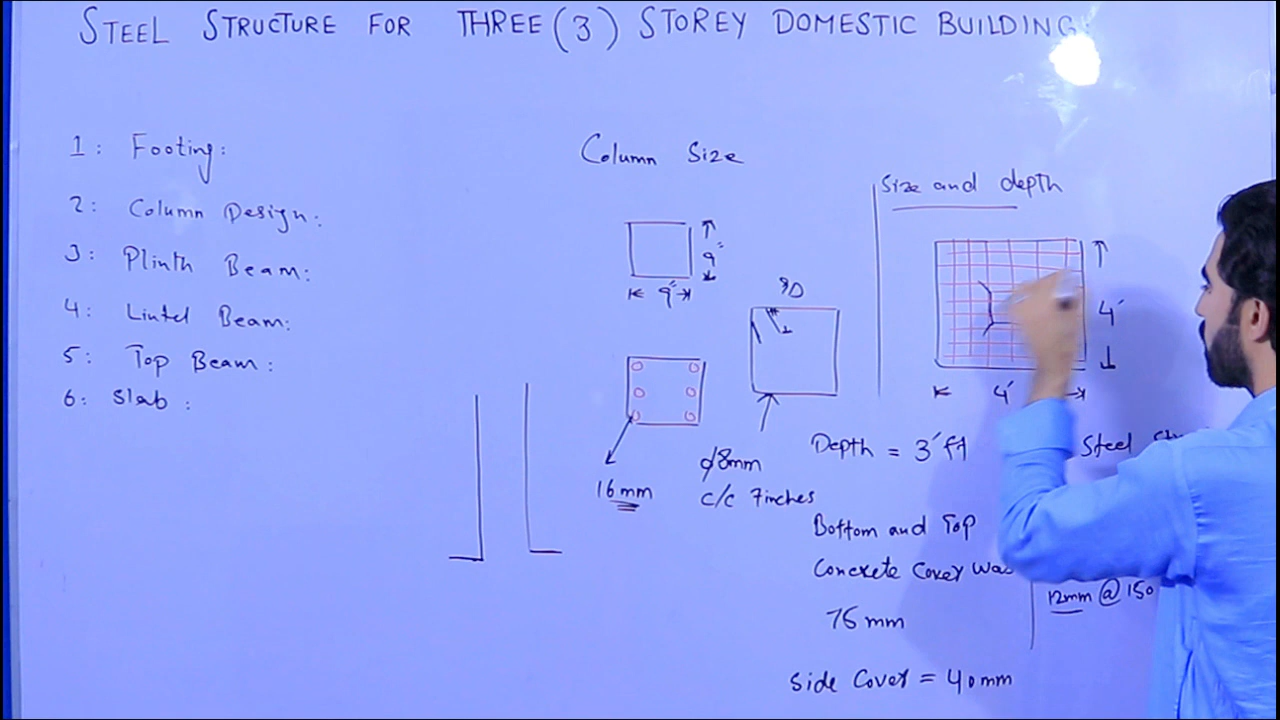 STEEL STRUCTURE FOR THREE (3) STOREY DOMESTIC BUILDING:
1: Footing:
2: Column Design:
3: Plinth Beam:
4: Lintel Beam:
5: Top Beam:
6: Slab:
Column Size
9"
9"
16mm
90
ϕ8mm
c/c 7inches
Size and depth
4'
4'
Depth = 3'ft
Bottom and Top
Concrete Cover was
75 mm
Side Cover = 40mm
Steel
12mm @ 150